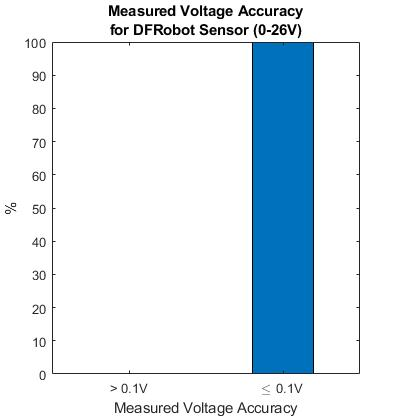 Measured Voltage Accuracy
for DFRobot Sensor (0-26V)
100
90
80
70
60
50
40
30
20
10
0
%
> 0.1V
≤ 0.1V
Measured Voltage Accuracy